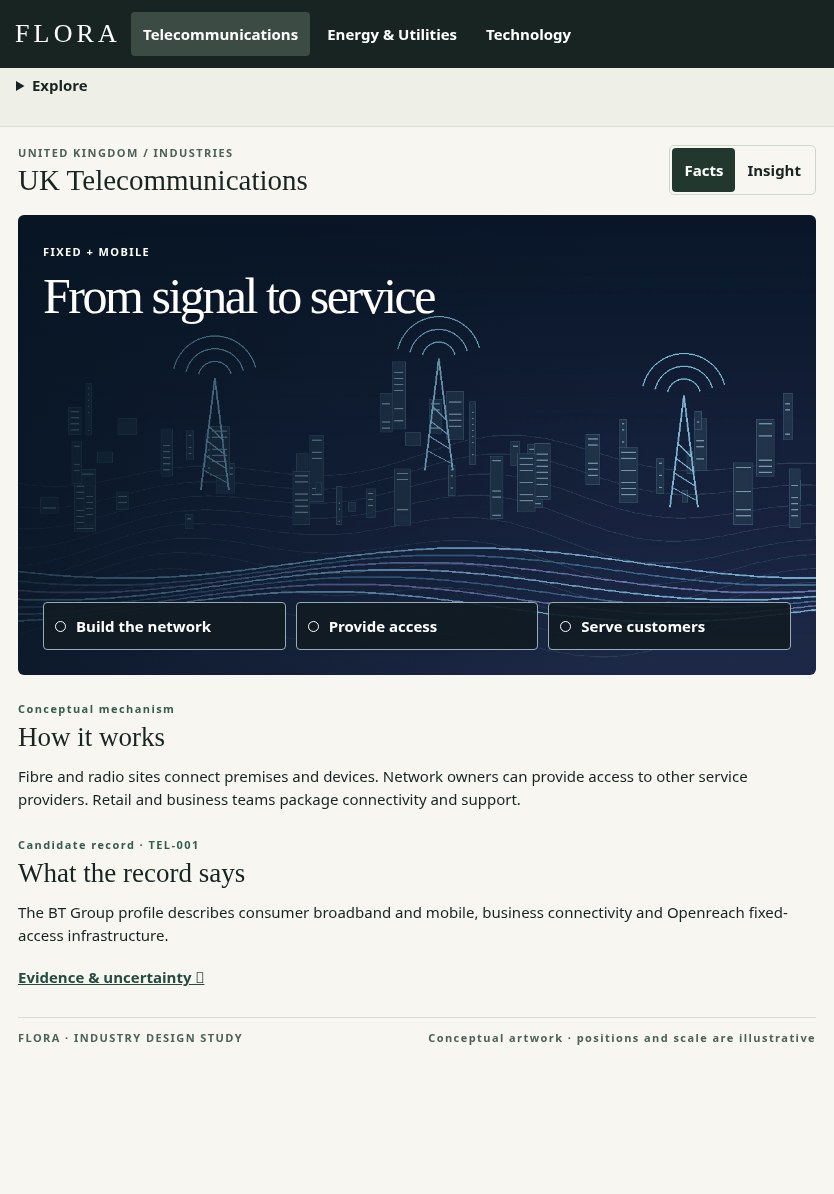 FLORA
Telecommunications
Energy & Utilities
Technology
Explore
UNITED KINGDOM / INDUSTRIES
UK Telecommunications
Facts
Insight
FIXED + MOBILE
From signal to service
Build the network
Provide access
Serve customers
Conceptual mechanism
How it works
Fibre and radio sites connect premises and devices. Network owners can provide access to other service
providers. Retail and business teams package connectivity and support.
Candidate record · TEL-001
What the record says
The BT Group profile describes consumer broadband and mobile, business connectivity and Openreach fixed-
access infrastructure.
Evidence & uncertainty
FLORA · INDUSTRY DESIGN STUDY
Conceptual artwork · positions and scale are illustrative